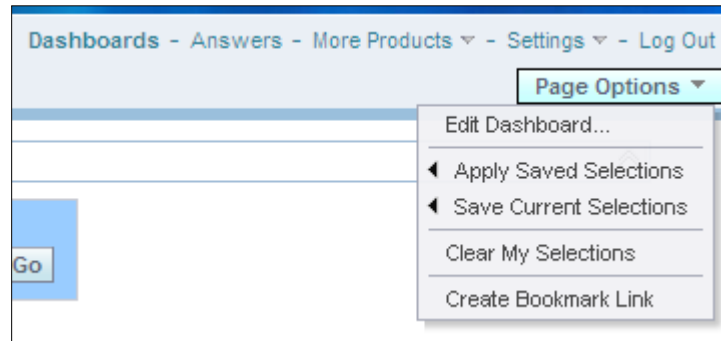 Dashboards - Answers - More Products - Settings - Log Out
Page Options
Edit Dashboard...
Apply Saved Selections
Save Current Selections
Go
Clear My Selections
Create Bookmark Link